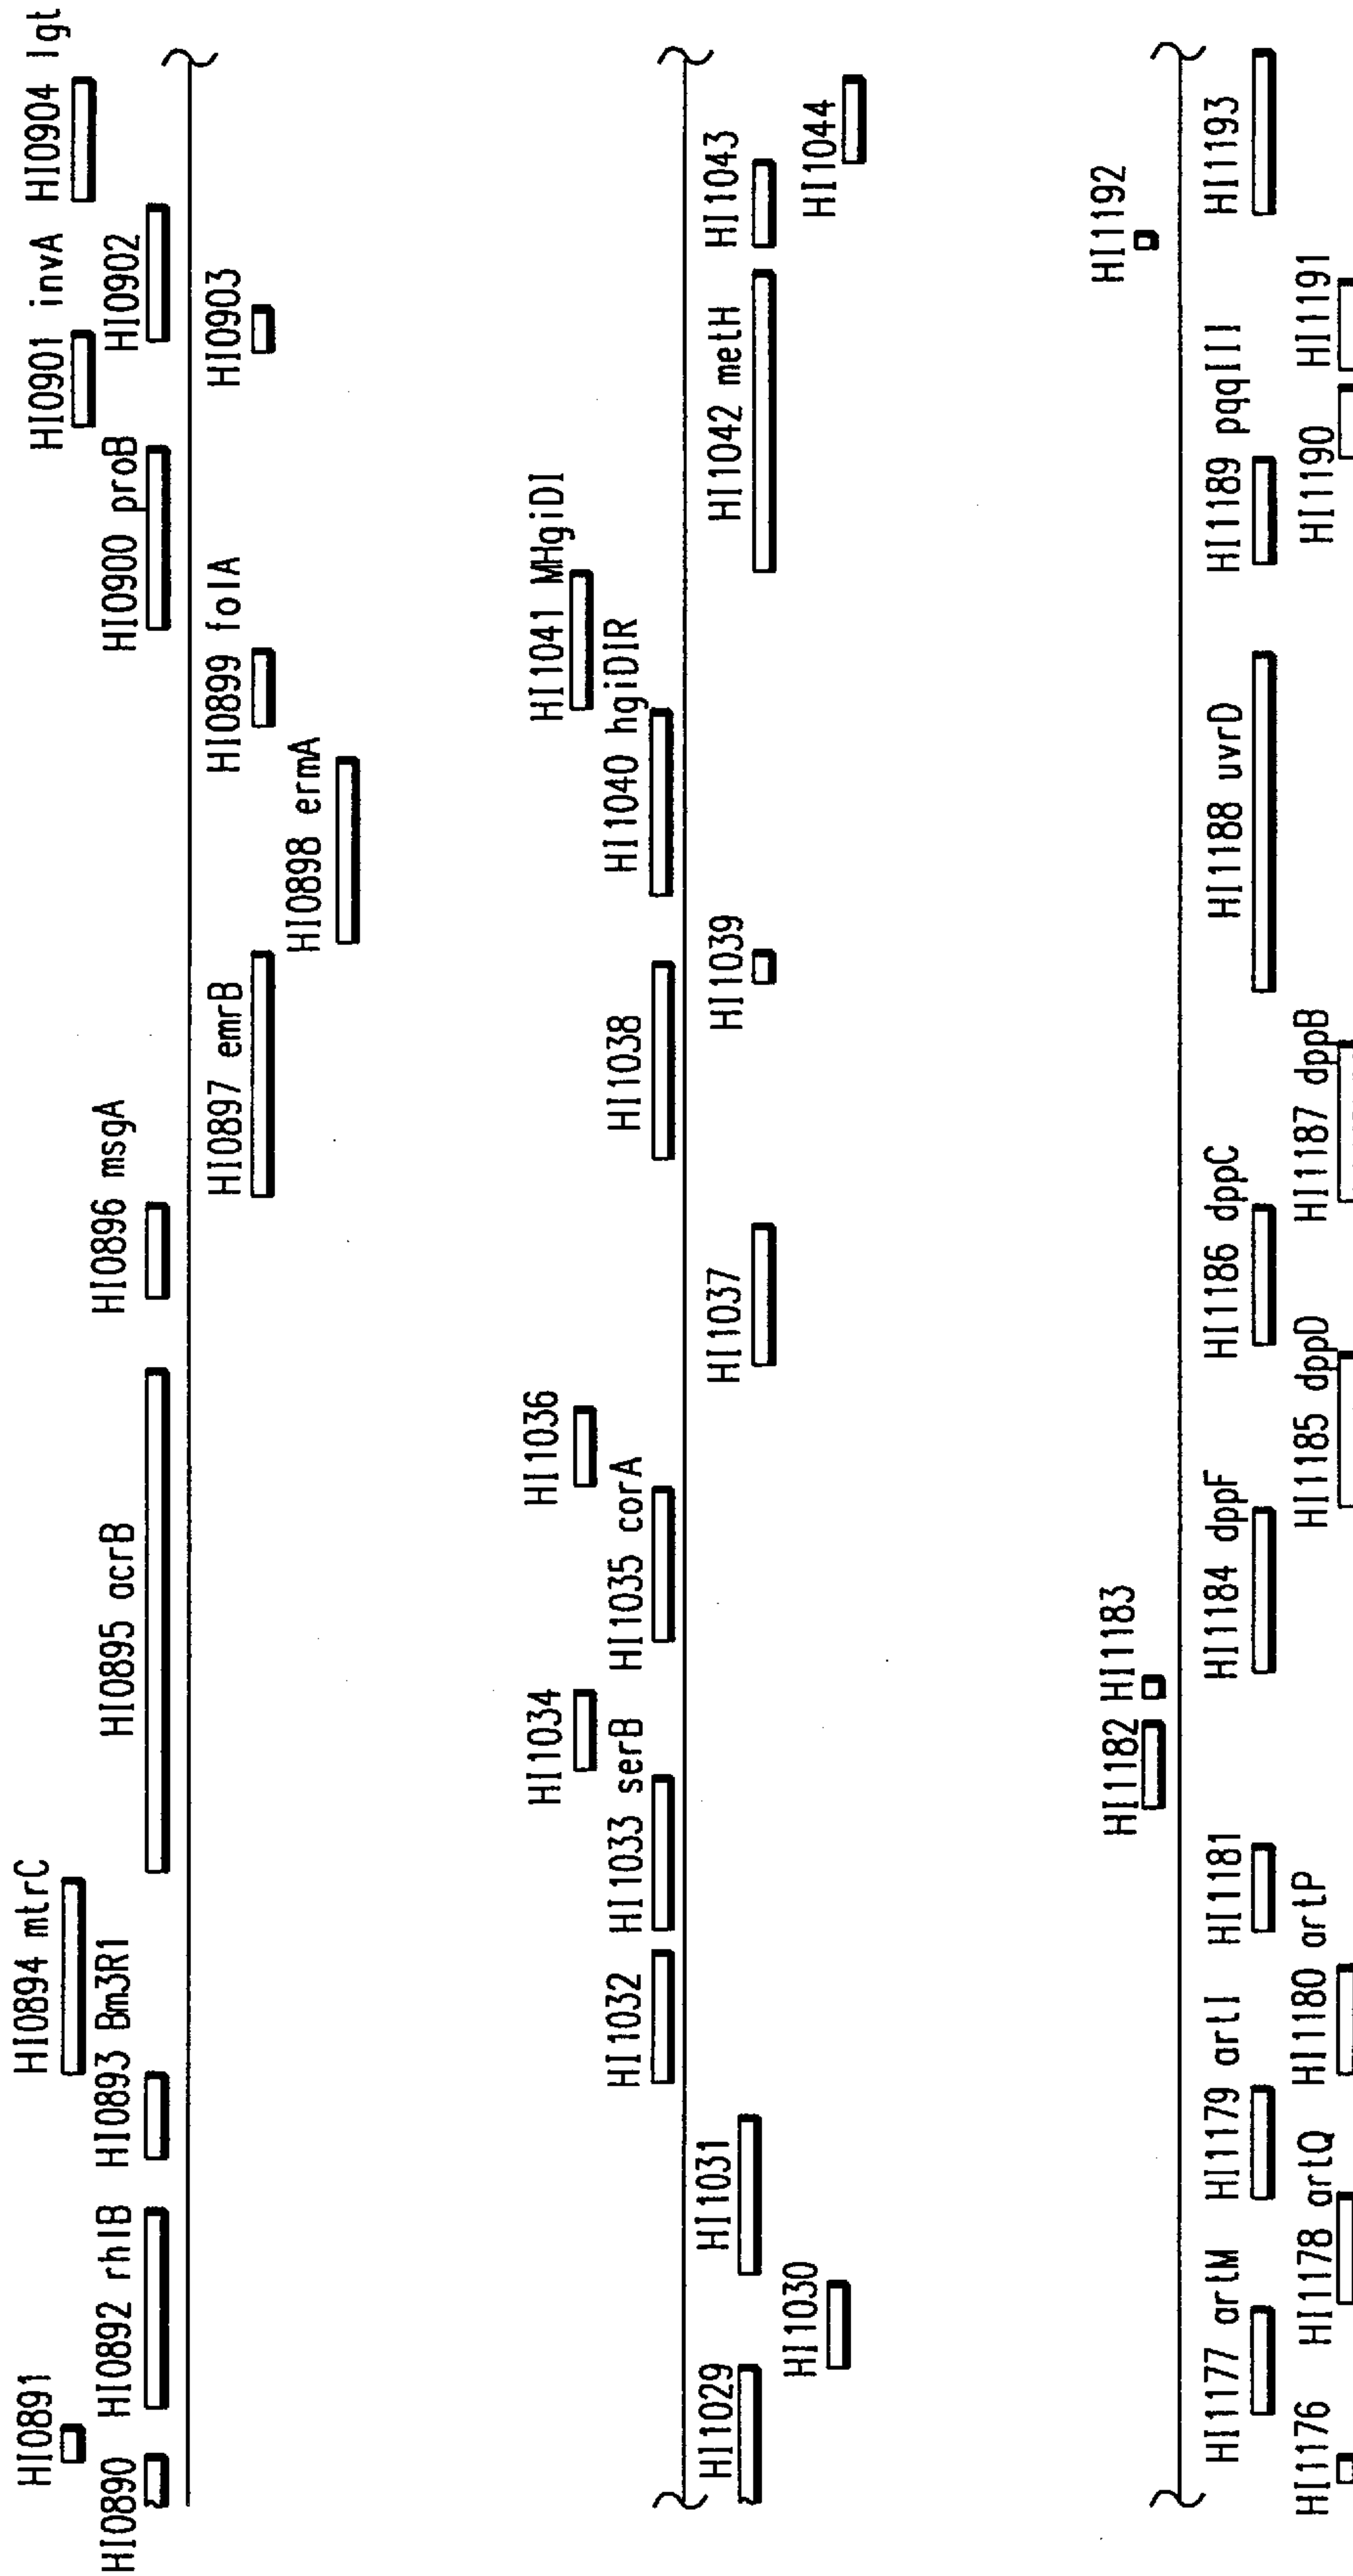 HI0890
HI0891
HI0892 rhlB
HI0893 Bm3R1
HI0894 mtrC
HI0895 acrB
HI0896 msgA
HI0897 emrB
HI0898 ermA
HI0899 folA
HI0900 proB
HI0901 invA
HI0902
HI0903
HI0904 lgt
HI1029
HI1030
HI1031
HI1032
HI1033 serB
HI1034
HI1035 corA
HI1036
HI1037
HI1038
HI1039
HI1040 hgiDIR
HI1041 MHgiDI
HI1042 metH
HI1043
HI1044
HI1176
HI1177 artM
HI1178 artQ
HI1179 artI
HI1180 artP
HI1181
HI1182
HI1183
HI1184 dppF
HI1185 dppD
HI1186 dppC
HI1187 dppB
HI1188 uvrD
HI1189 pqqIII
HI1190
HI1191
HI1192
HI1193